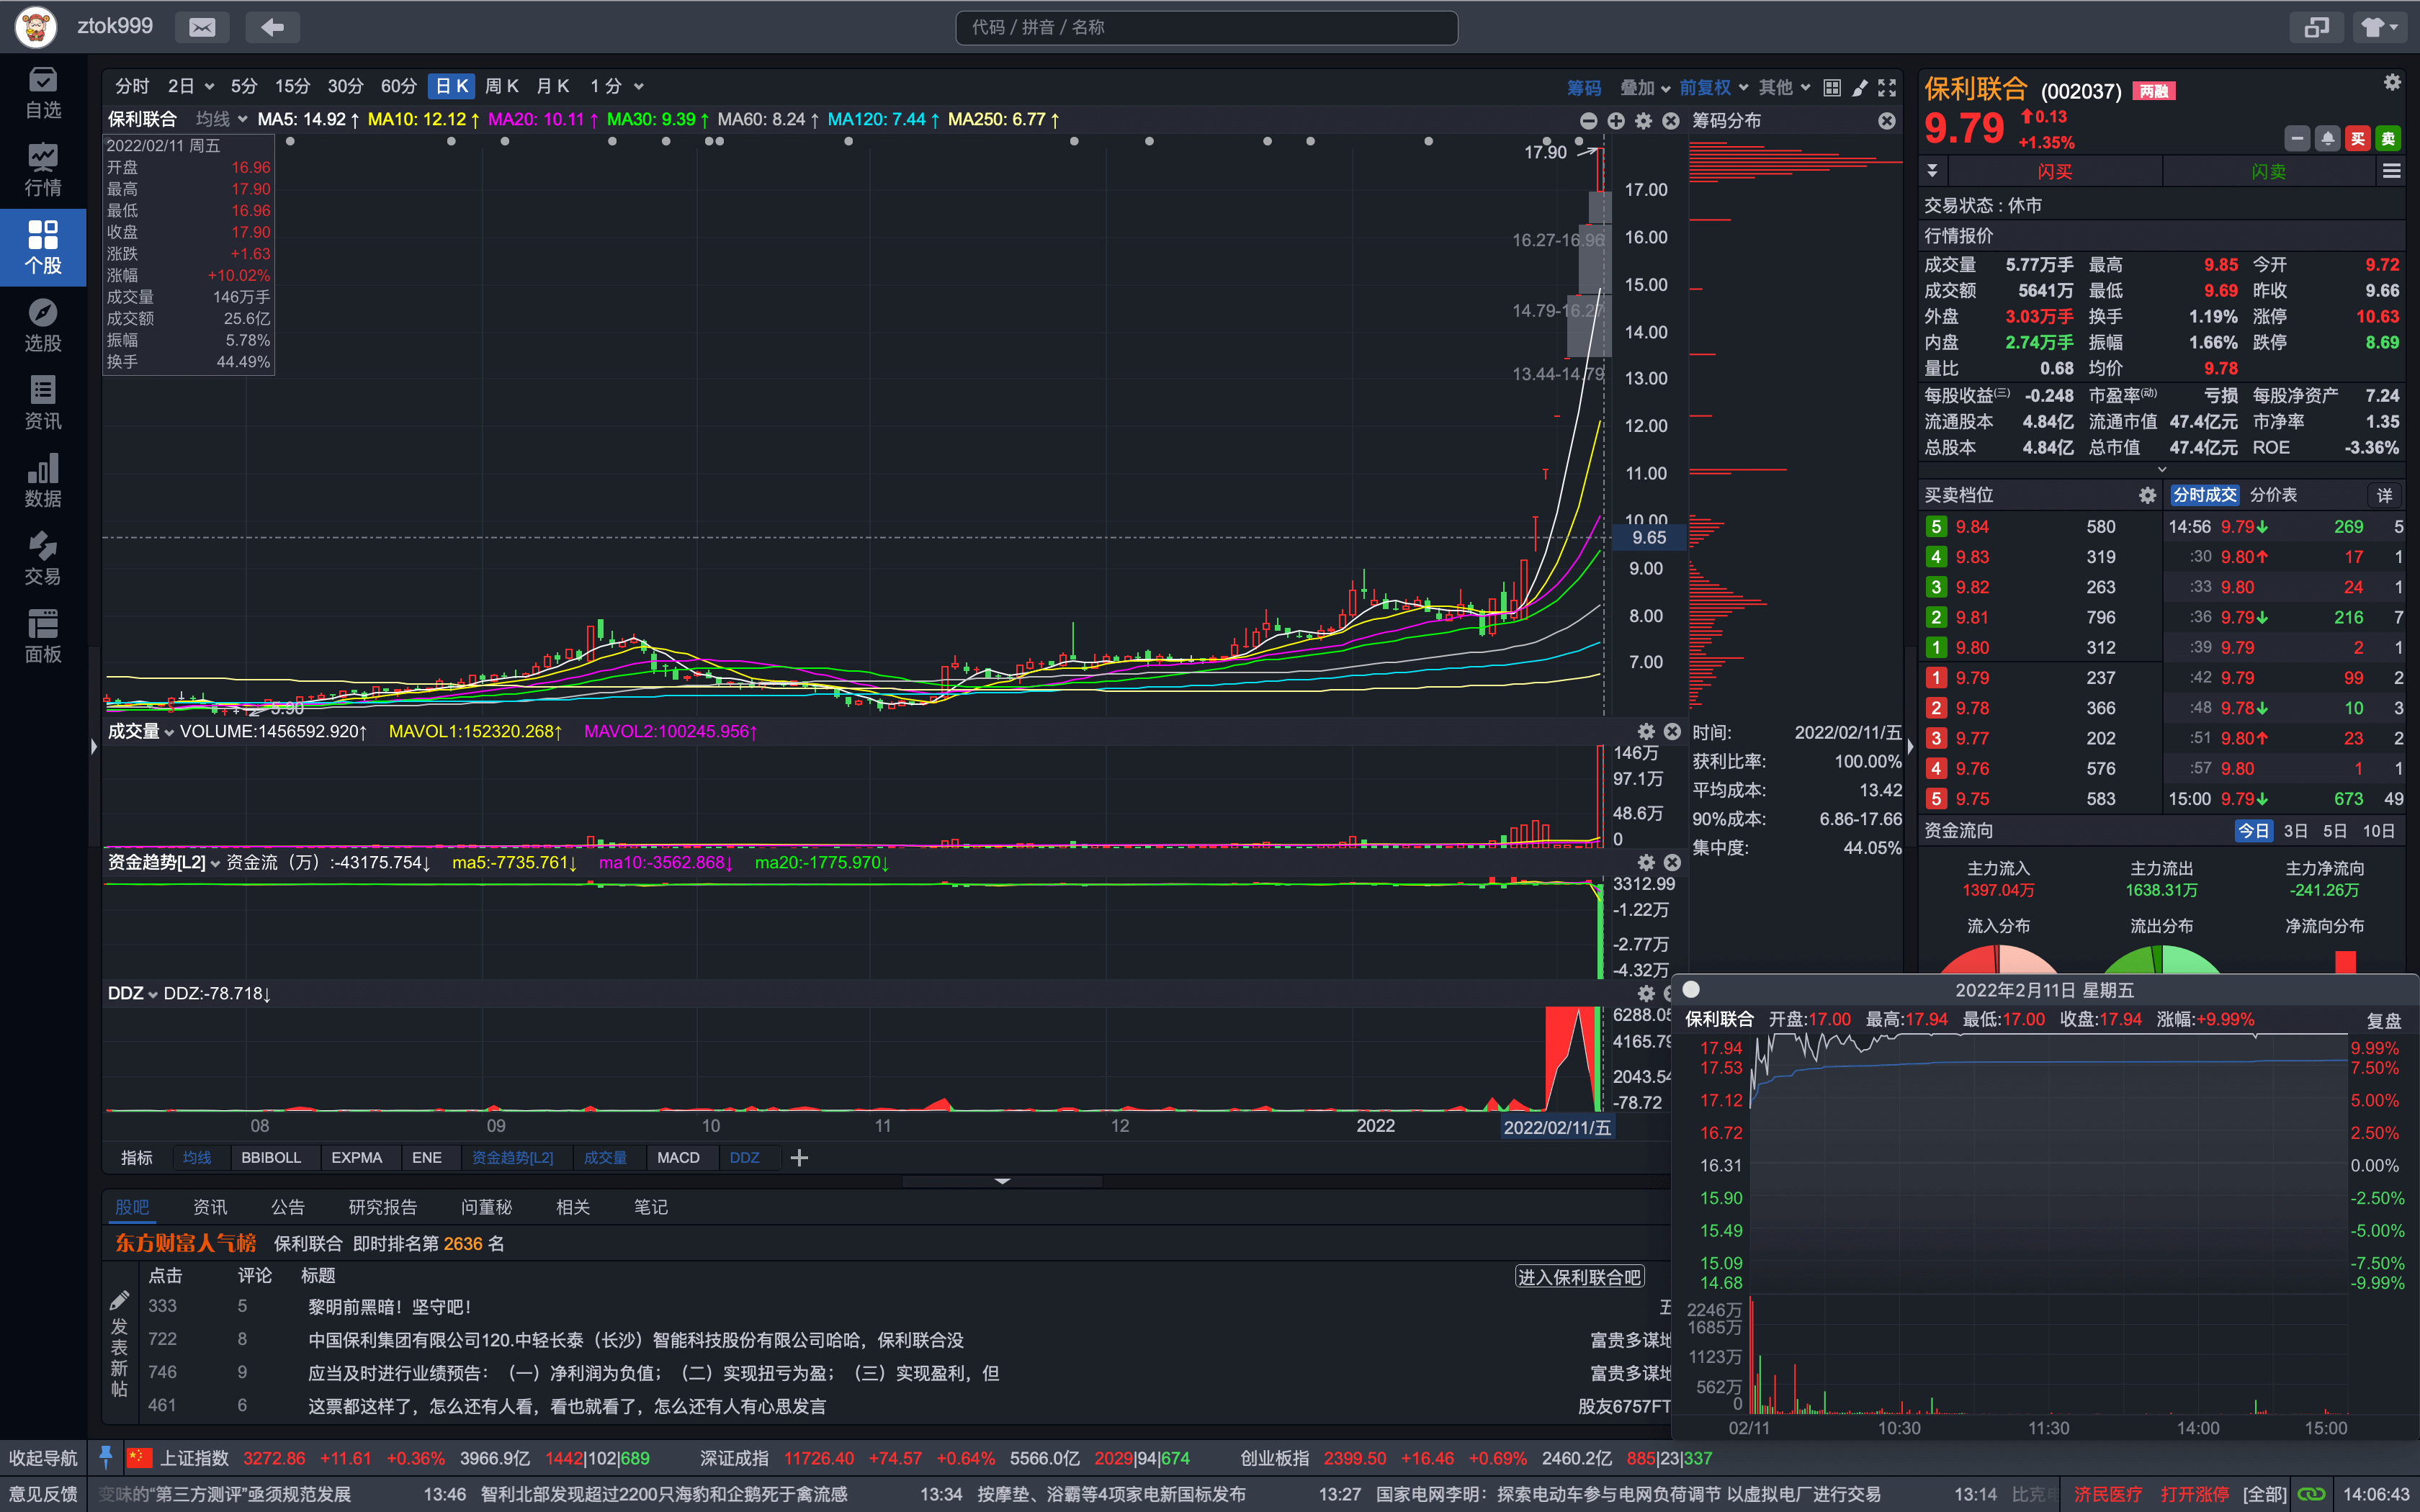 ztok999
代码 / 拼音 / 名称
自选
行情
个股
选股
资讯
数据
交易
面板
分时 2日 5分 15分 30分 60分 日K 周K 月K 1分
筹码 叠加 前复权 其他
保利联合 均线 MA5: 14.92↑ MA10: 12.12↑ MA20: 10.11↑ MA30: 9.39↑ MA60: 8.24↑ MA120: 7.44↑ MA250: 6.77↑
筹码分布
2022/02/11 周五
开盘 16.96
最高 17.90
最低 16.96
收盘 17.90
涨跌 +1.63
涨幅 +10.02%
成交量 146万手
成交额 25.6亿
振幅 5.78%
换手 44.49%
17.90
17.00
16.27-16.96 16.00
15.00
14.79-16.27
14.00
13.44-14.79 13.00
12.00
11.00
10.00
9.65
9.00
8.00
7.00
5.90
成交量 VOLUME:1456592.920↑ MAVOL1:152320.268↑ MAVOL2:100245.956↑
146万
97.1万
48.6万
0
资金趋势[L2] 资金流（万）:-43175.754↓ ma5:-7735.761↓ ma10:-3562.868↓ ma20:-1775.970↓
3312.99
-1.22万
-2.77万
-4.32万
DDZ DDZ:-78.718↓
6288.05
4165.79
2043.54
-78.72
08 09 10 11 12 2022 2022/02/11/五
指标 均线 BBIBOLL EXPMA ENE 资金趋势[L2] 成交量 MACD DDZ
时间: 2022/02/11/五
获利比率: 100.00%
平均成本: 13.42
90%成本: 6.86-17.66
集中度: 44.05%
股吧 资讯 公告 研究报告 问董秘 相关 笔记
东方财富人气榜 保利联合 即时排名第 2636 名
点击 评论 标题 进入保利联合吧
发表新帖
333 5 黎明前黑暗！坚守吧！
722 8 中国保利集团有限公司120.中轻长泰（长沙）智能科技股份有限公司哈哈，保利联合没 富贵多谋地
746 9 应当及时进行业绩预告：（一）净利润为负值；（二）实现扭亏为盈；（三）实现盈利，但 富贵多谋地
461 6 这票都这样了，怎么还有人看，看也就看了，怎么还有人有心思发言 股友6757FT
保利联合 (002037) 两融
9.79 0.13
+1.35%
买 卖
闪买 闪卖
交易状态 : 休市
行情报价
成交量 5.77万手 最高 9.85 今开 9.72
成交额 5641万 最低 9.69 昨收 9.66
外盘 3.03万手 换手 1.19% 涨停 10.63
内盘 2.74万手 振幅 1.66% 跌停 8.69
量比 0.68 均价 9.78
每股收益(三) -0.248 市盈率(动) 亏损 每股净资产 7.24
流通股本 4.84亿 流通市值 47.4亿元 市净率 1.35
总股本 4.84亿 总市值 47.4亿元 ROE -3.36%
买卖档位 分时成交 分价表 详
5 9.84 580 14:56 9.79↓ 269 5
4 9.83 319 :30 9.80↑ 17 1
3 9.82 263 :33 9.80 24 1
2 9.81 796 :36 9.79↓ 216 7
1 9.80 312 :39 9.79 2 1
1 9.79 237 :42 9.79 99 2
2 9.78 366 :48 9.78↓ 10 3
3 9.77 202 :51 9.80↑ 23 2
4 9.76 576 :57 9.80 1 1
5 9.75 583 15:00 9.79↓ 673 49
资金流向 今日 3日 5日 10日
主力流入 主力流出 主力净流向
1397.04万 1638.31万 -241.26万
流入分布 流出分布 净流向分布
2022年2月11日 星期五
保利联合 开盘:17.00 最高:17.94 最低:17.00 收盘:17.94 涨幅:+9.99% 复盘
17.94 9.99%
17.53 7.50%
17.12 5.00%
16.72 2.50%
16.31 0.00%
15.90 -2.50%
15.49 -5.00%
15.09 -7.50%
14.68 -9.99%
2246万
1685万
1123万
562万
0
02/11 10:30 11:30 14:00 15:00
收起导航 上证指数 3272.86 +11.61 +0.36% 3966.9亿 1442|102|689 深证成指 11726.40 +74.57 +0.64% 5566.0亿 2029|94|674 创业板指 2399.50 +16.46 +0.69% 2460.2亿 885|23|337
意见反馈 变味的“第三方测评”亟须规范发展 13:46 智利北部发现超过2200只海豹和企鹅死于禽流感 13:34 按摩垫、浴霸等4项家电新国标发布 13:27 国家电网李明：探索电动车参与电网负荷调节 以虚拟电厂进行交易 13:14 比克电 济民医疗 打开涨停 [全部] 14:06:43